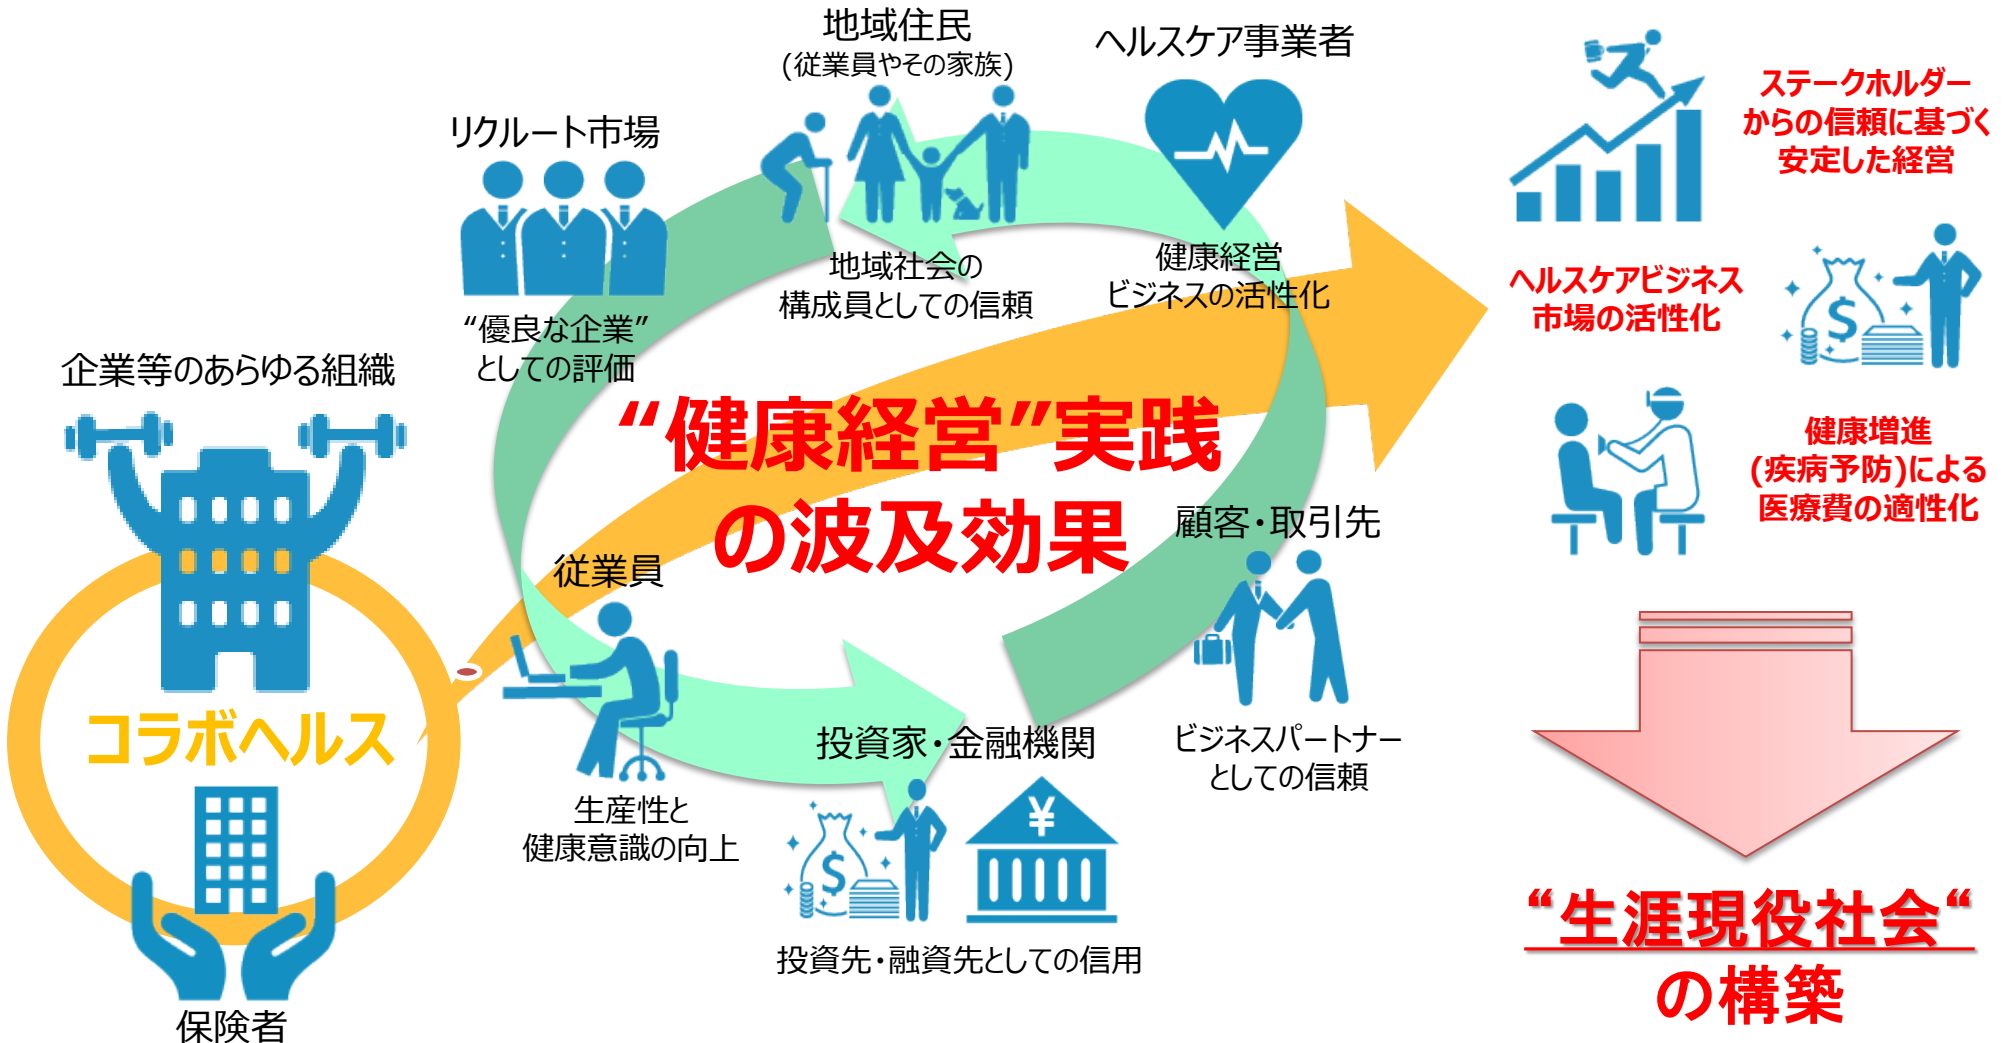 企業等のあらゆる組織
コラボヘルス
保険者
リクルート市場
“優良な企業”
としての評価
地域住民
(従業員やその家族)
地域社会の
構成員としての信頼
ヘルスケア事業者
健康経営
ビジネスの活性化
“健康経営”実践
の波及効果
従業員
生産性と
健康意識の向上
投資家・金融機関
$
¥
投資先・融資先としての信用
顧客・取引先
ビジネスパートナー
としての信頼
ステークホルダー
からの信頼に基づく
安定した経営
ヘルスケアビジネス
市場の活性化
$
健康増進
(疾病予防)による
医療費の適性化
“生涯現役社会“
の構築